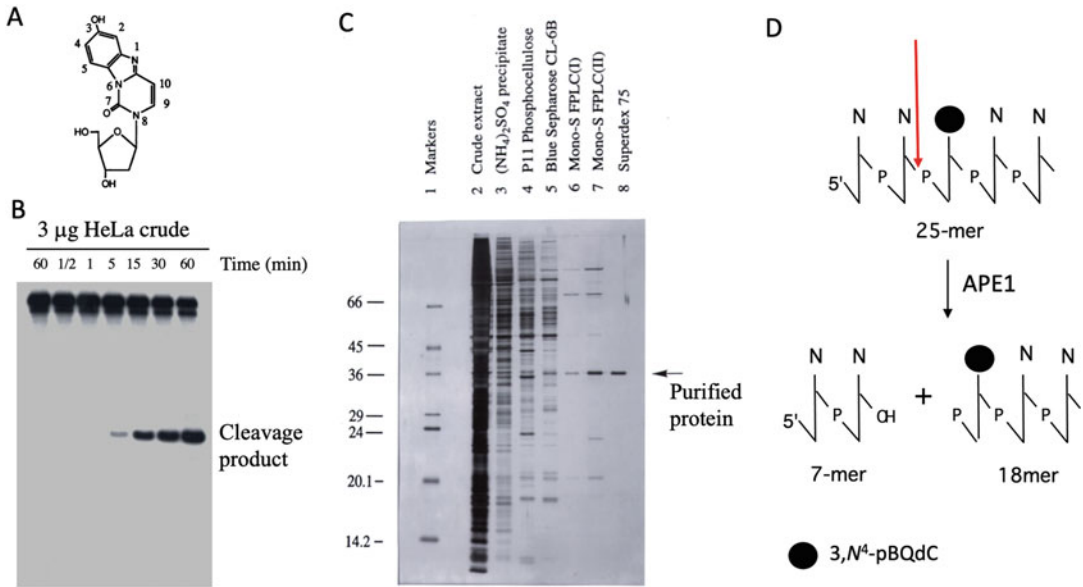 A
OH
3
2
4
1
5
N
N
6
10
7
9
O
N
8
HO
O
OH
B
3 µg HeLa crude
60 1/2 1 5 15 30 60 Time (min)
Cleavage
product
C
1 Markers
2 Crude extract
3 (NH₄)₂SO₄ precipitate
4 P11 Phosphocellulose
5 Blue Sepharose CL-6B
6 Mono-S FPLC(I)
7 Mono-S FPLC(II)
8 Superdex 75
66
45
36
29
24
20.1
14.2
Purified
protein
D
N N N N
5' P P P P
25-mer
APE1
N N
5' P OH
+
N N
P P P
7-mer 18mer
3,N⁴-pBQdC